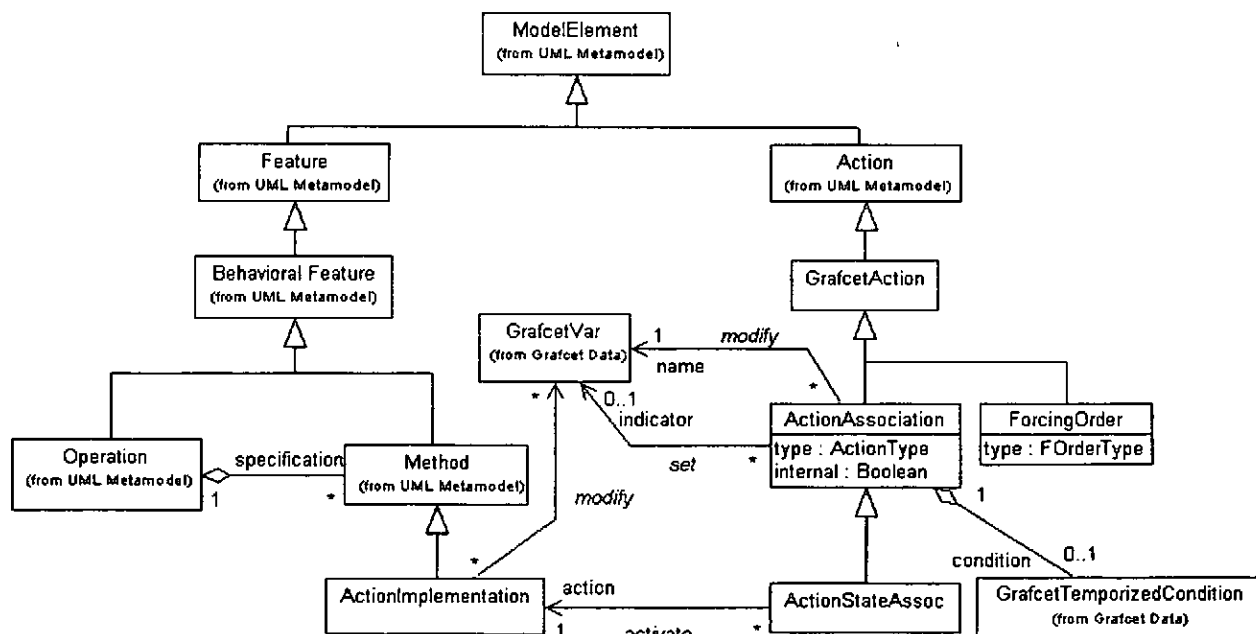 ModelElement
(from UML Metamodel)
Feature
(from UML Metamodel)
Action
(from UML Metamodel)
Behavioral Feature
(from UML Metamodel)
GrafcetAction
GrafcetVar
(from Grafcet Data)
1
modify
name
*
*
0..1
indicator
set
*
ActionAssociation
type : ActionType
internal : Boolean
ForcingOrder
type : FOrderType
Operation
(from UML Metamodel)
specification
1
*
Method
(from UML Metamodel)
modify
*
1
condition
0..1
ActionImplementation
action
1
activate
*
ActionStateAssoc
GrafcetTemporizedCondition
(from Grafcet Data)